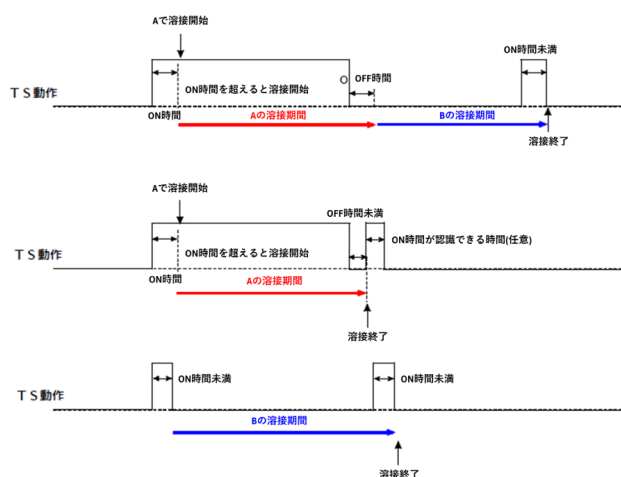 Aで溶接開始
ON時間未満
O OFF時間
TS動作
ON時間を超えると溶接開始
ON時間
Aの溶接期間
Bの溶接期間
溶接終了
Aで溶接開始
OFF時間未満
ON時間が認識できる時間(任意)
TS動作
ON時間を超えると溶接開始
ON時間
Aの溶接期間
溶接終了
ON時間未満
ON時間未満
TS動作
Bの溶接期間
溶接終了